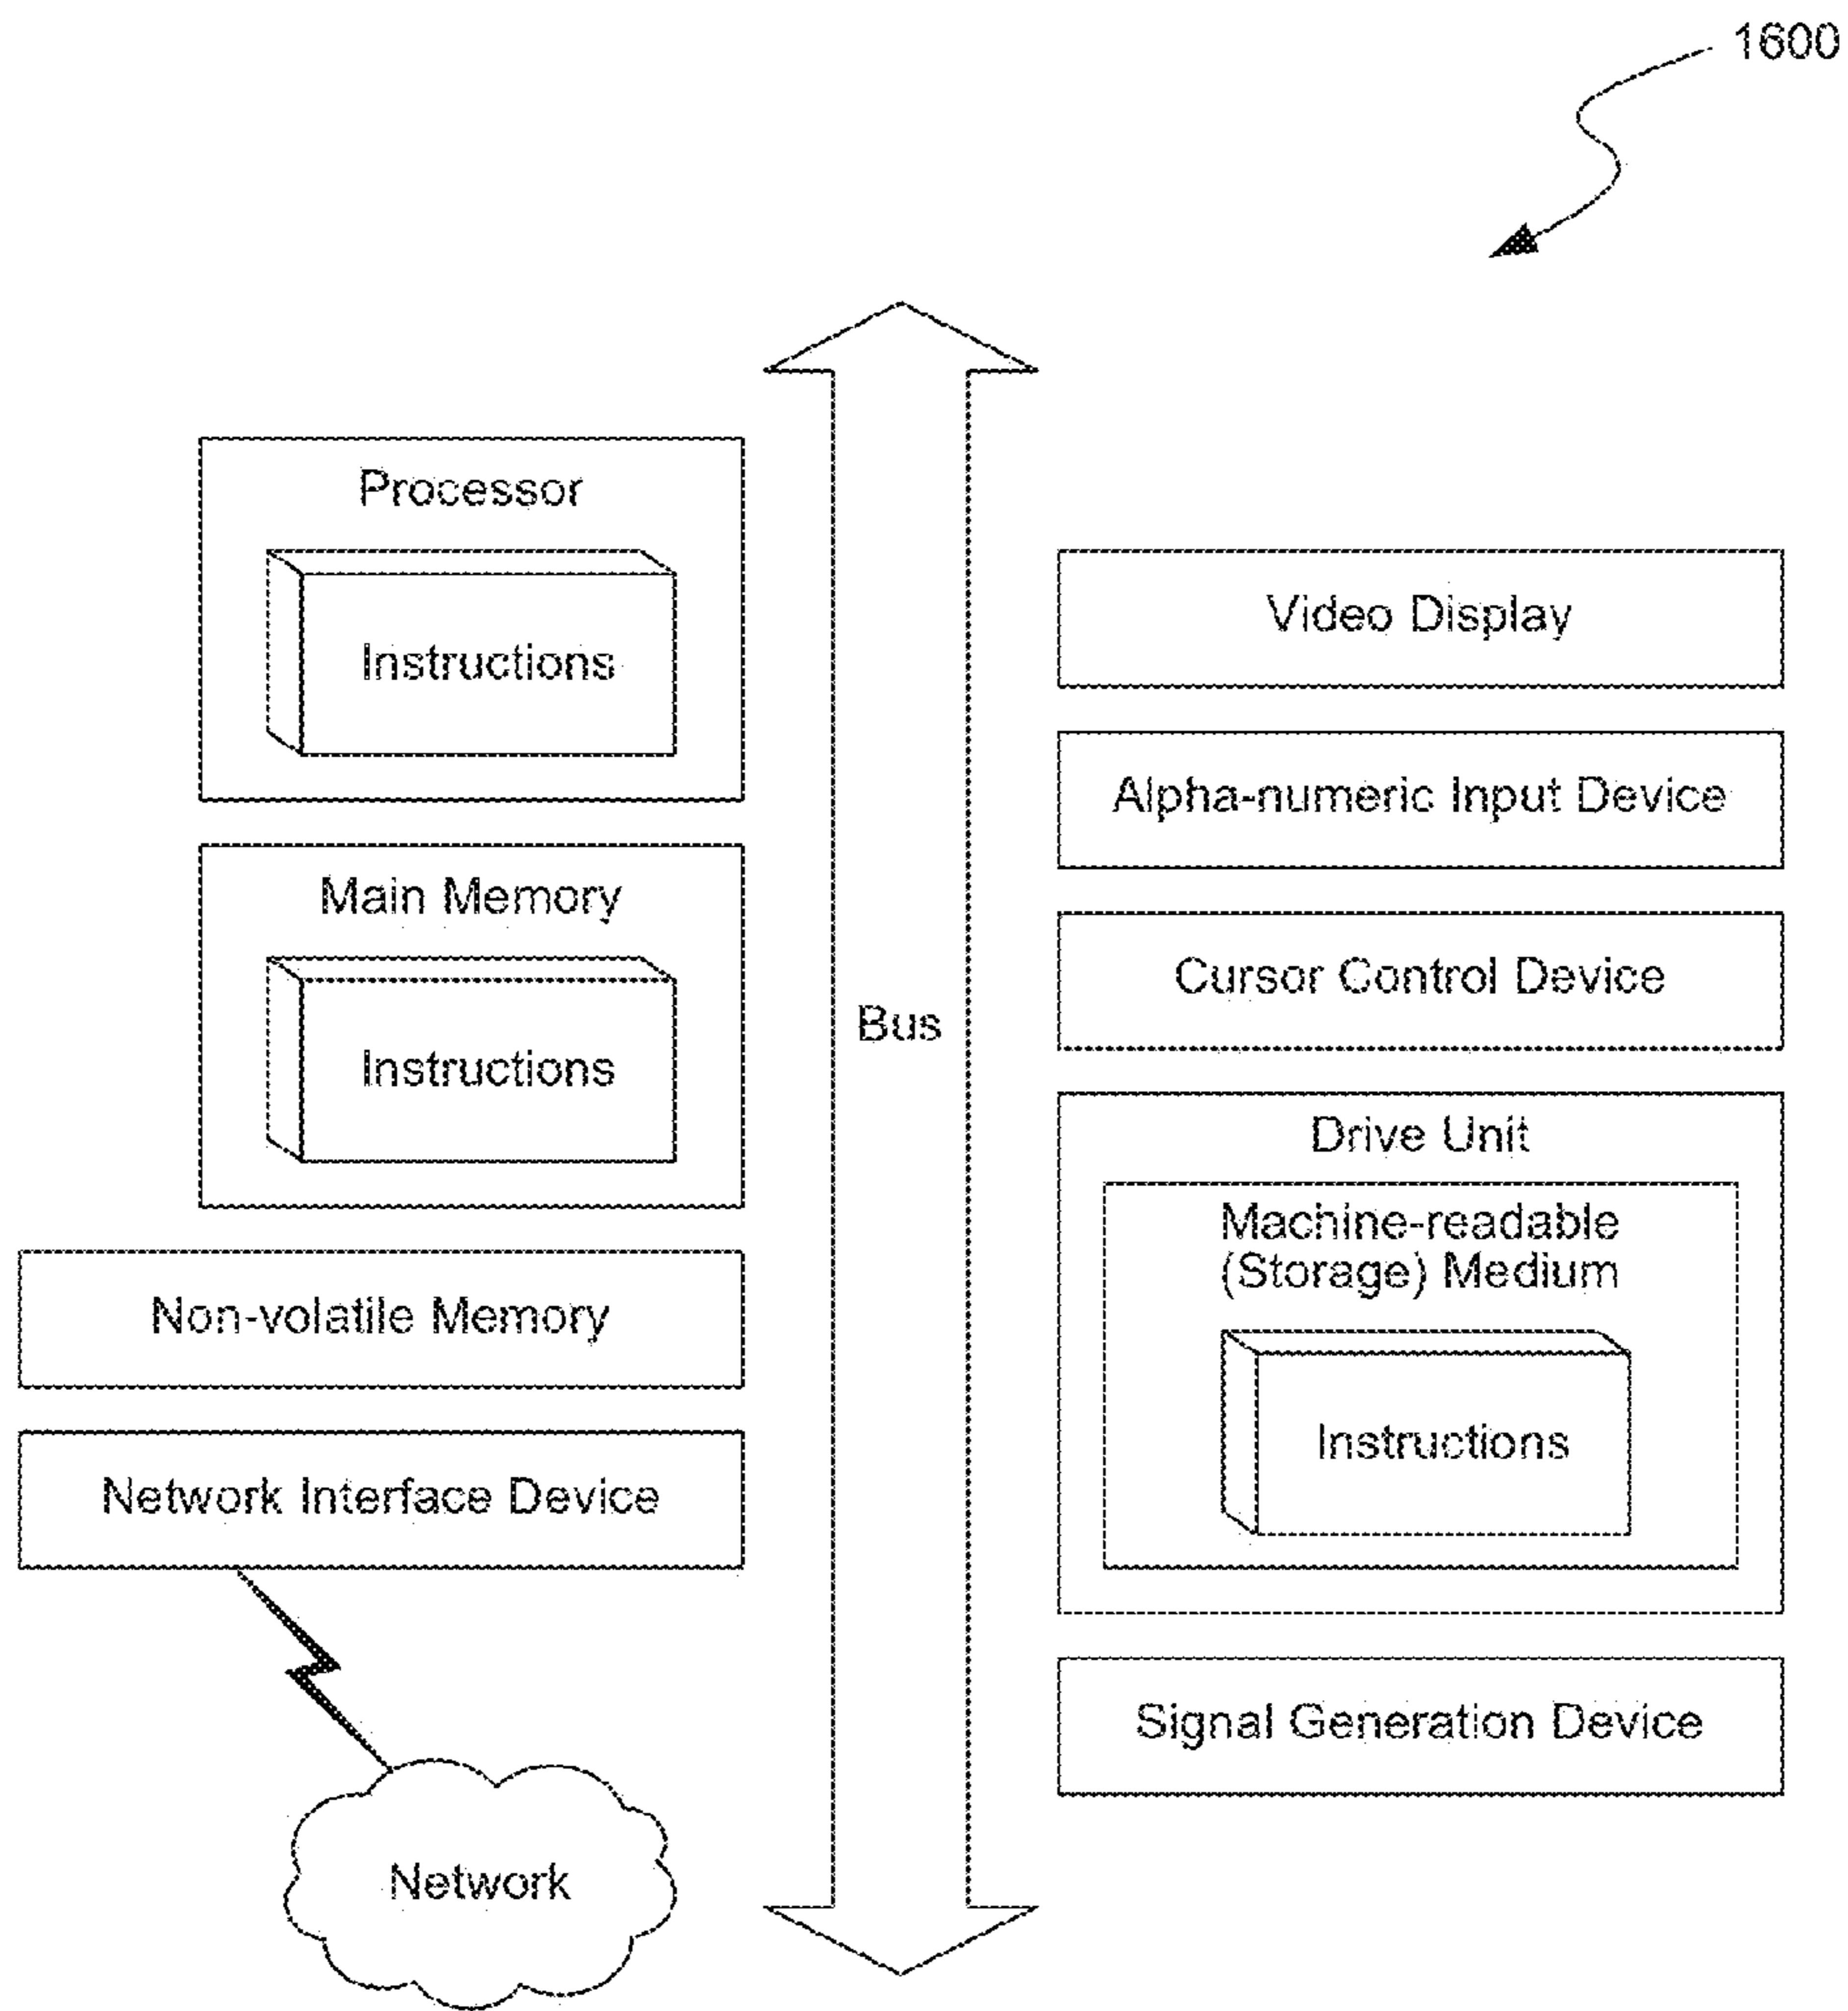 1600
Processor
Instructions
Main Memory
Instructions
Non-volatile Memory
Network Interface Device
Network
Bus
Video Display
Alpha-numeric Input Device
Cursor Control Device
Drive Unit
Machine-readable
(Storage) Medium
Instructions
Signal Generation Device